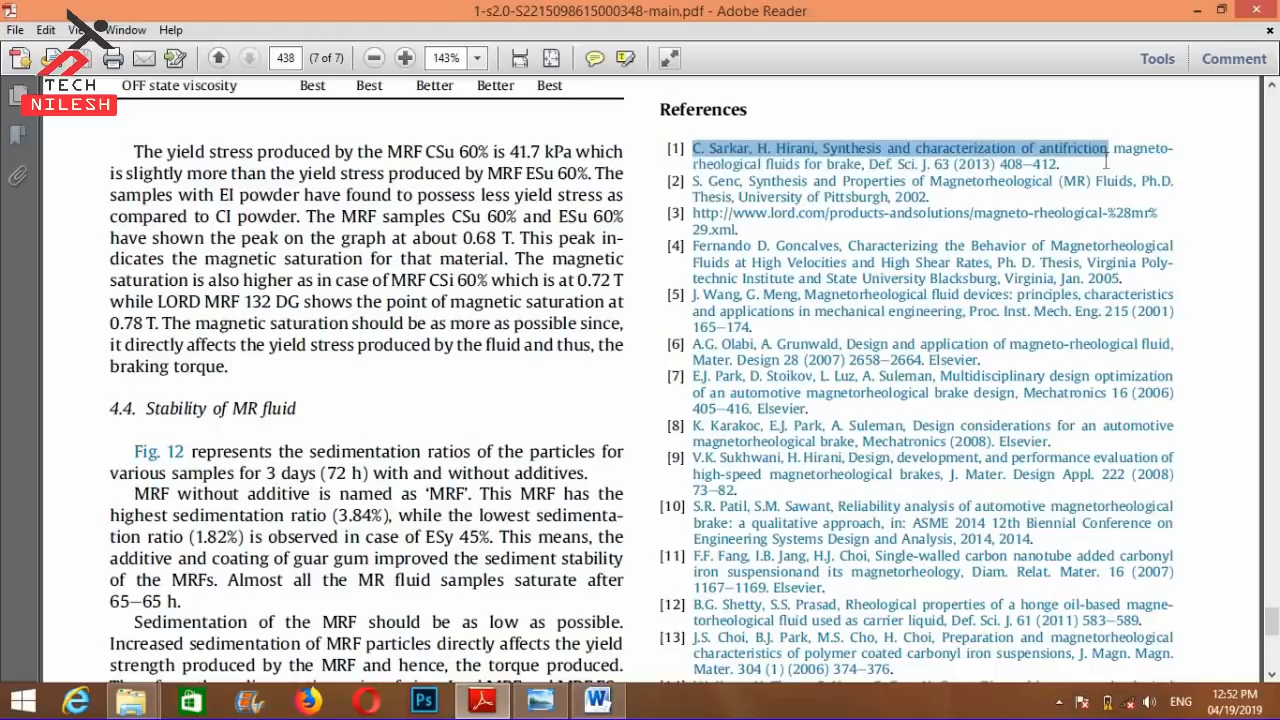 1-s2.0-S2215098615000348-main.pdf - Adobe Reader
File Edit View Window Help
TECH
NILESH
438 (7 of 7) 143% Tools Comment
OFF state viscosity Best Best Better Better Best
The yield stress produced by the MRF CSu 60% is 41.7 kPa which
is slightly more than the yield stress produced by MRF ESu 60%. The
samples with EI powder have found to possess less yield stress as
compared to CI powder. The MRF samples CSu 60% and ESu 60%
have shown the peak on the graph at about 0.68 T. This peak in-
dicates the magnetic saturation for that material. The magnetic
saturation is also higher as in case of MRF CSi 60% which is at 0.72 T
while LORD MRF 132 DG shows the point of magnetic saturation at
0.78 T. The magnetic saturation should be as more as possible since,
it directly affects the yield stress produced by the fluid and thus, the
braking torque.
4.4. Stability of MR fluid
Fig. 12 represents the sedimentation ratios of the particles for
various samples for 3 days (72 h) with and without additives.
MRF without additive is named as ‘MRF’. This MRF has the
highest sedimentation ratio (3.84%), while the lowest sedimenta-
tion ratio (1.82%) is observed in case of ESy 45%. This means, the
additive and coating of guar gum improved the sediment stability
of the MRFs. Almost all the MR fluid samples saturate after
65–65 h.
Sedimentation of the MRF should be as low as possible.
Increased sedimentation of MRF particles directly affects the yield
strength produced by the MRF and hence, the torque produced.
References
[1] C. Sarkar, H. Hirani, Synthesis and characterization of antifriction magneto-
rheological fluids for brake, Def. Sci. J. 63 (2013) 408–412.
[2] S. Genc, Synthesis and Properties of Magnetorheological (MR) Fluids, Ph.D.
Thesis, University of Pittsburgh, 2002.
[3] http://www.lord.com/products-andsolutions/magneto-rheological-%28mr%
29.xml.
[4] Fernando D. Goncalves, Characterizing the Behavior of Magnetorheological
Fluids at High Velocities and High Shear Rates, Ph. D. Thesis, Virginia Poly-
technic Institute and State University Blacksburg, Virginia, Jan. 2005.
[5] J. Wang, G. Meng, Magnetorheological fluid devices: principles, characteristics
and applications in mechanical engineering, Proc. Inst. Mech. Eng. 215 (2001)
165–174.
[6] A.G. Olabi, A. Grunwald, Design and application of magneto-rheological fluid,
Mater. Design 28 (2007) 2658–2664. Elsevier.
[7] E.J. Park, D. Stoikov, L. Luz, A. Suleman, Multidisciplinary design optimization
of an automotive magnetorheological brake design, Mechatronics 16 (2006)
405–416. Elsevier.
[8] K. Karakoc, E.J. Park, A. Suleman, Design considerations for an automotive
magnetorheological brake, Mechatronics (2008). Elsevier.
[9] V.K. Sukhwani, H. Hirani, Design, development, and performance evaluation of
high-speed magnetorheological brakes, J. Mater. Design Appl. 222 (2008)
73–82.
[10] S.R. Patil, S.M. Sawant, Reliability analysis of automotive magnetorheological
brake: a qualitative approach, in: ASME 2014 12th Biennial Conference on
Engineering Systems Design and Analysis, 2014, 2014.
[11] F.F. Fang, I.B. Jang, H.J. Choi, Single-walled carbon nanotube added carbonyl
iron suspensionand its magnetorheology, Diam. Relat. Mater. 16 (2007)
1167–1169. Elsevier.
[12] B.G. Shetty, S.S. Prasad, Rheological properties of a honge oil-based magne-
torheological fluid used as carrier liquid, Def. Sci. J. 61 (2011) 583–589.
[13] J.S. Choi, B.J. Park, M.S. Cho, H. Choi, Preparation and magnetorheological
characteristics of polymer coated carbonyl iron suspensions, J. Magn. Magn.
Mater. 304 (1) (2006) 374–376.
ENG
12:52 PM
04/19/2019